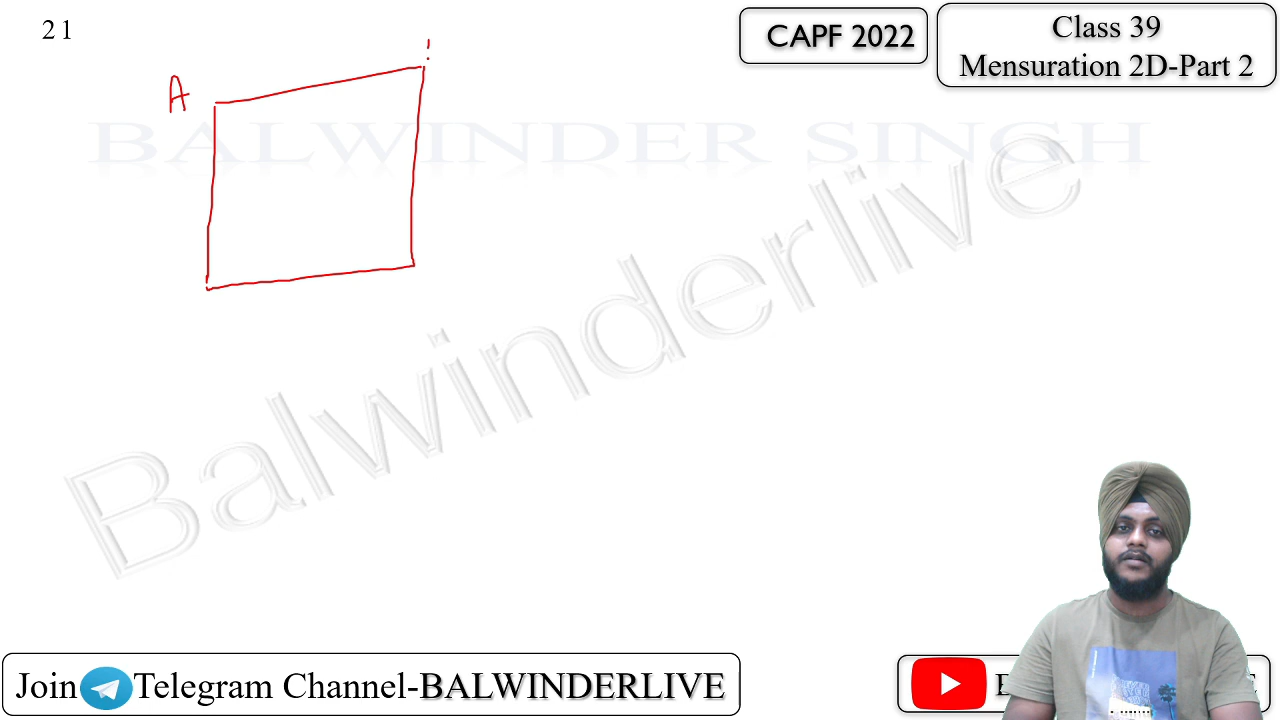 21
CAPF 2022
Class 39
Mensuration 2D-Part 2
A
BALWINDER SINGH
Balwinderlive
Join Telegram Channel-BALWINDERLIVE